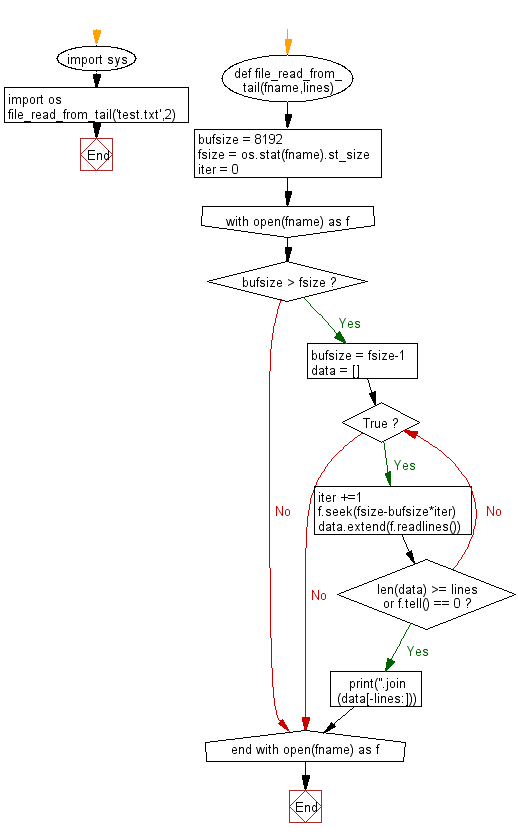 import sys
import os
file_read_from_tail('test.txt',2)
End
def file_read_from_
tail(fname,lines)
bufsize = 8192
fsize = os.stat(fname).st_size
iter = 0
with open(fname) as f
bufsize > fsize ?
Yes
bufsize = fsize-1
data = []
True ?
Yes
iter +=1
f.seek(fsize-bufsize*iter)
data.extend(f.readlines())
No
No
No
len(data) >= lines
or f.tell() == 0 ?
Yes
print(''.join
(data[-lines:]))
end with open(fname) as f
End